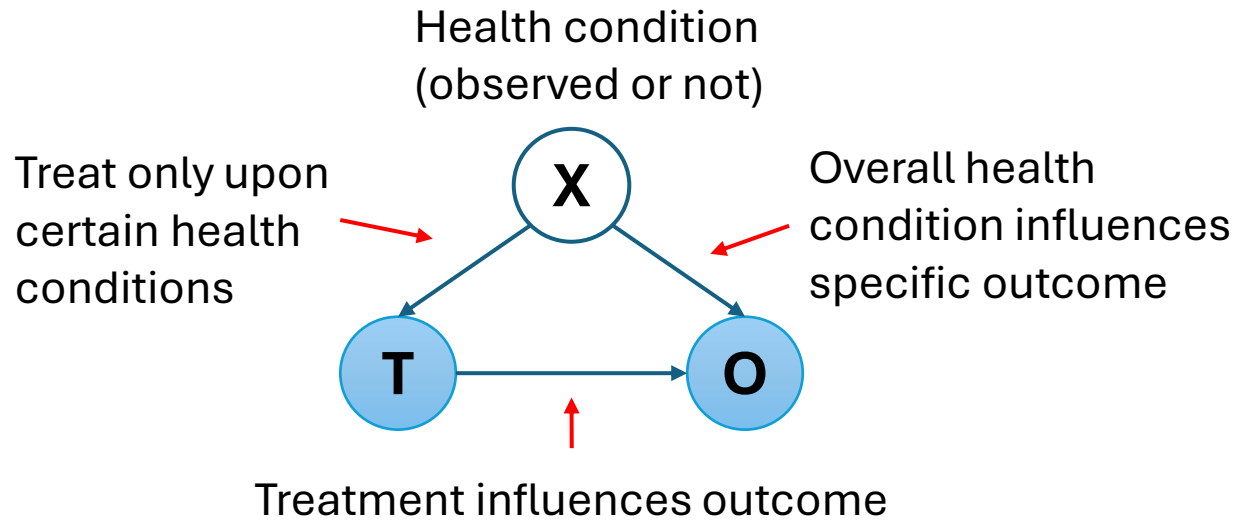 Health condition
(observed or not)
X
Treat only upon
certain health
conditions
Overall health
condition influences
specific outcome
T
O
Treatment influences outcome